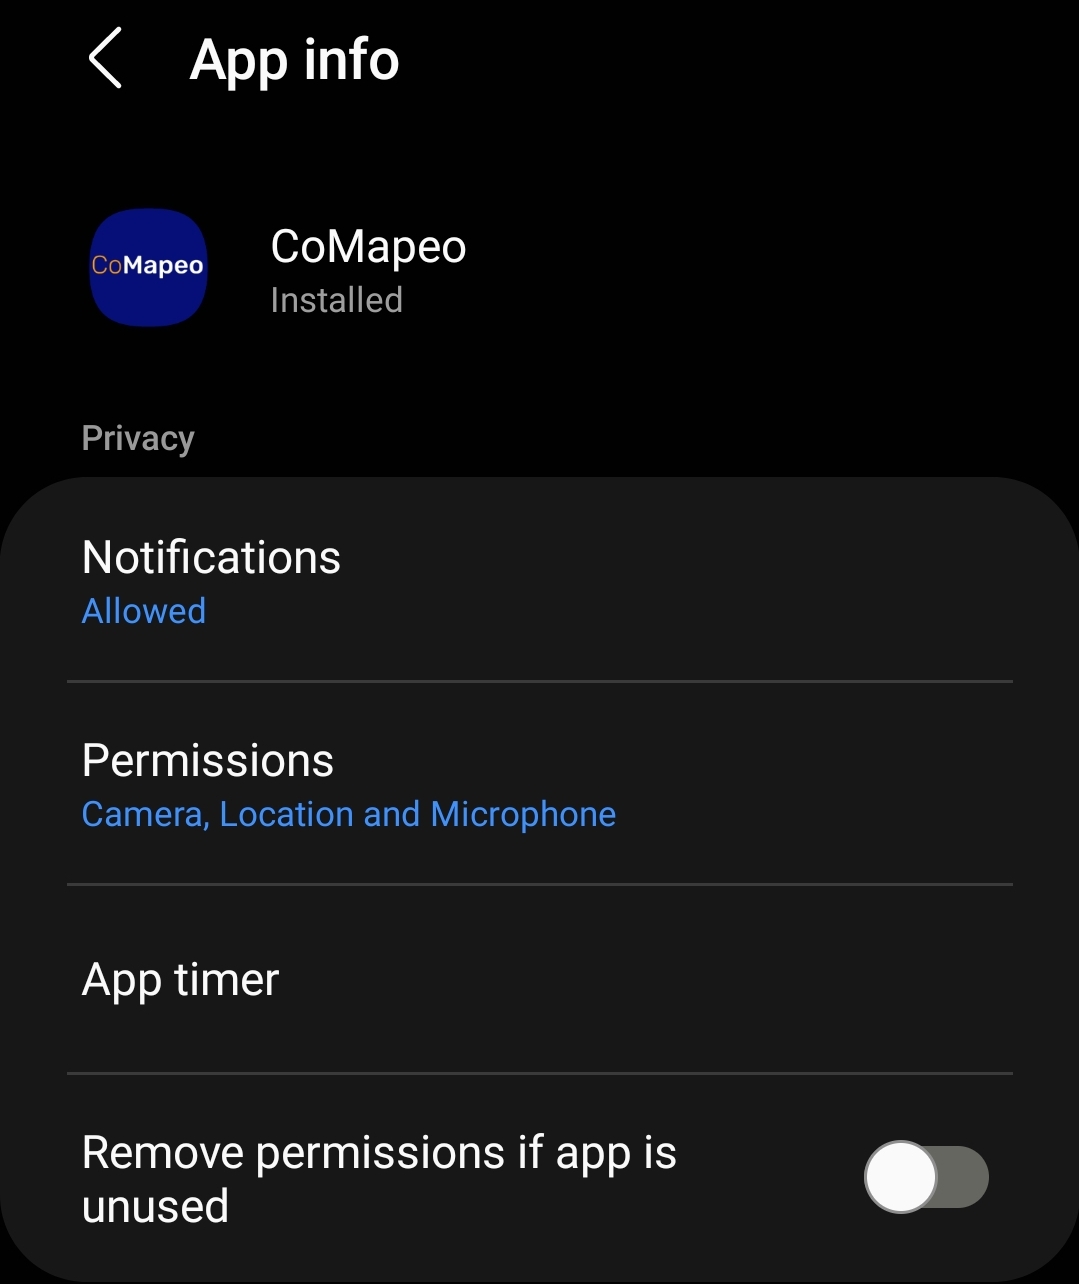 App info
CoMapeo
CoMapeo
Installed
Privacy
Notifications
Allowed
Permissions
Camera, Location and Microphone
App timer
Remove permissions if app is
unused